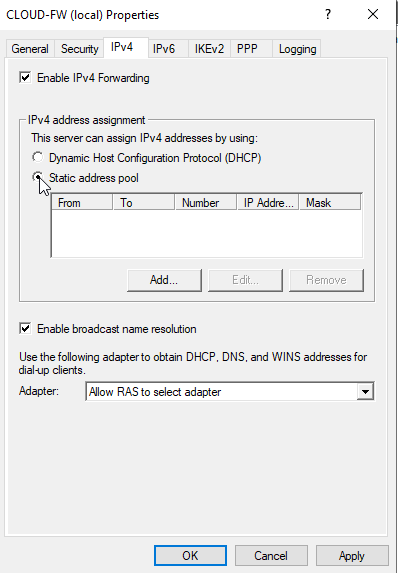 CLOUD-FW (local) Properties
? ×
General Security IPv4 IPv6 IKEv2 PPP Logging
Enable IPv4 Forwarding
IPv4 address assignment
This server can assign IPv4 addresses by using:
Dynamic Host Configuration Protocol (DHCP)
Static address pool
From To Number IP Addre... Mask
Add... Edit... Remove
Enable broadcast name resolution
Use the following adapter to obtain DHCP, DNS, and WINS addresses for
dial-up clients.
Adapter: Allow RAS to select adapter
OK Cancel Apply